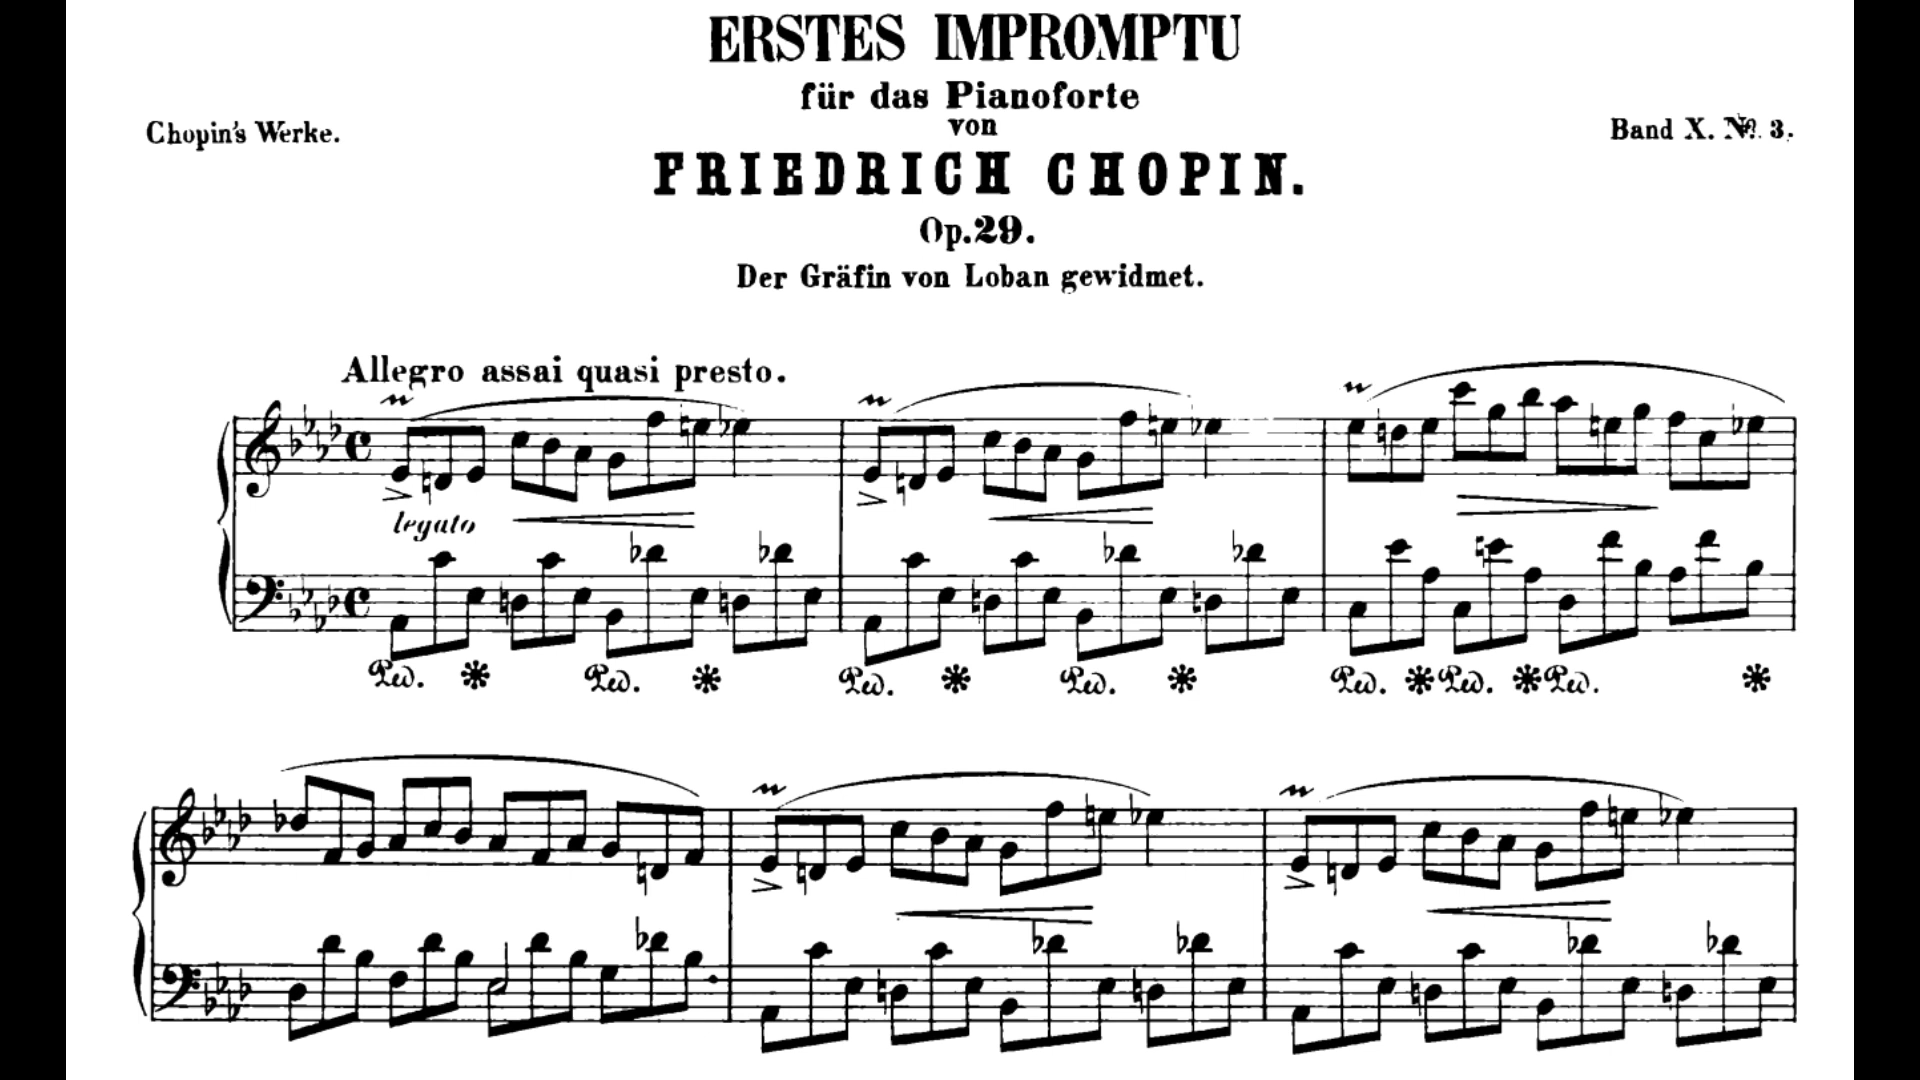 ERSTES IMPROMPTU
für das Pianoforte
von
Chopin's Werke.
Band X. No. 3.
FRIEDRICH CHOPIN.
Op. 29.
Der Gräfin von Loban gewidmet.
Allegro assai quasi presto.
legato
Ped. * Ped. * Ped. * Ped. * Ped. * Ped. * Ped. *